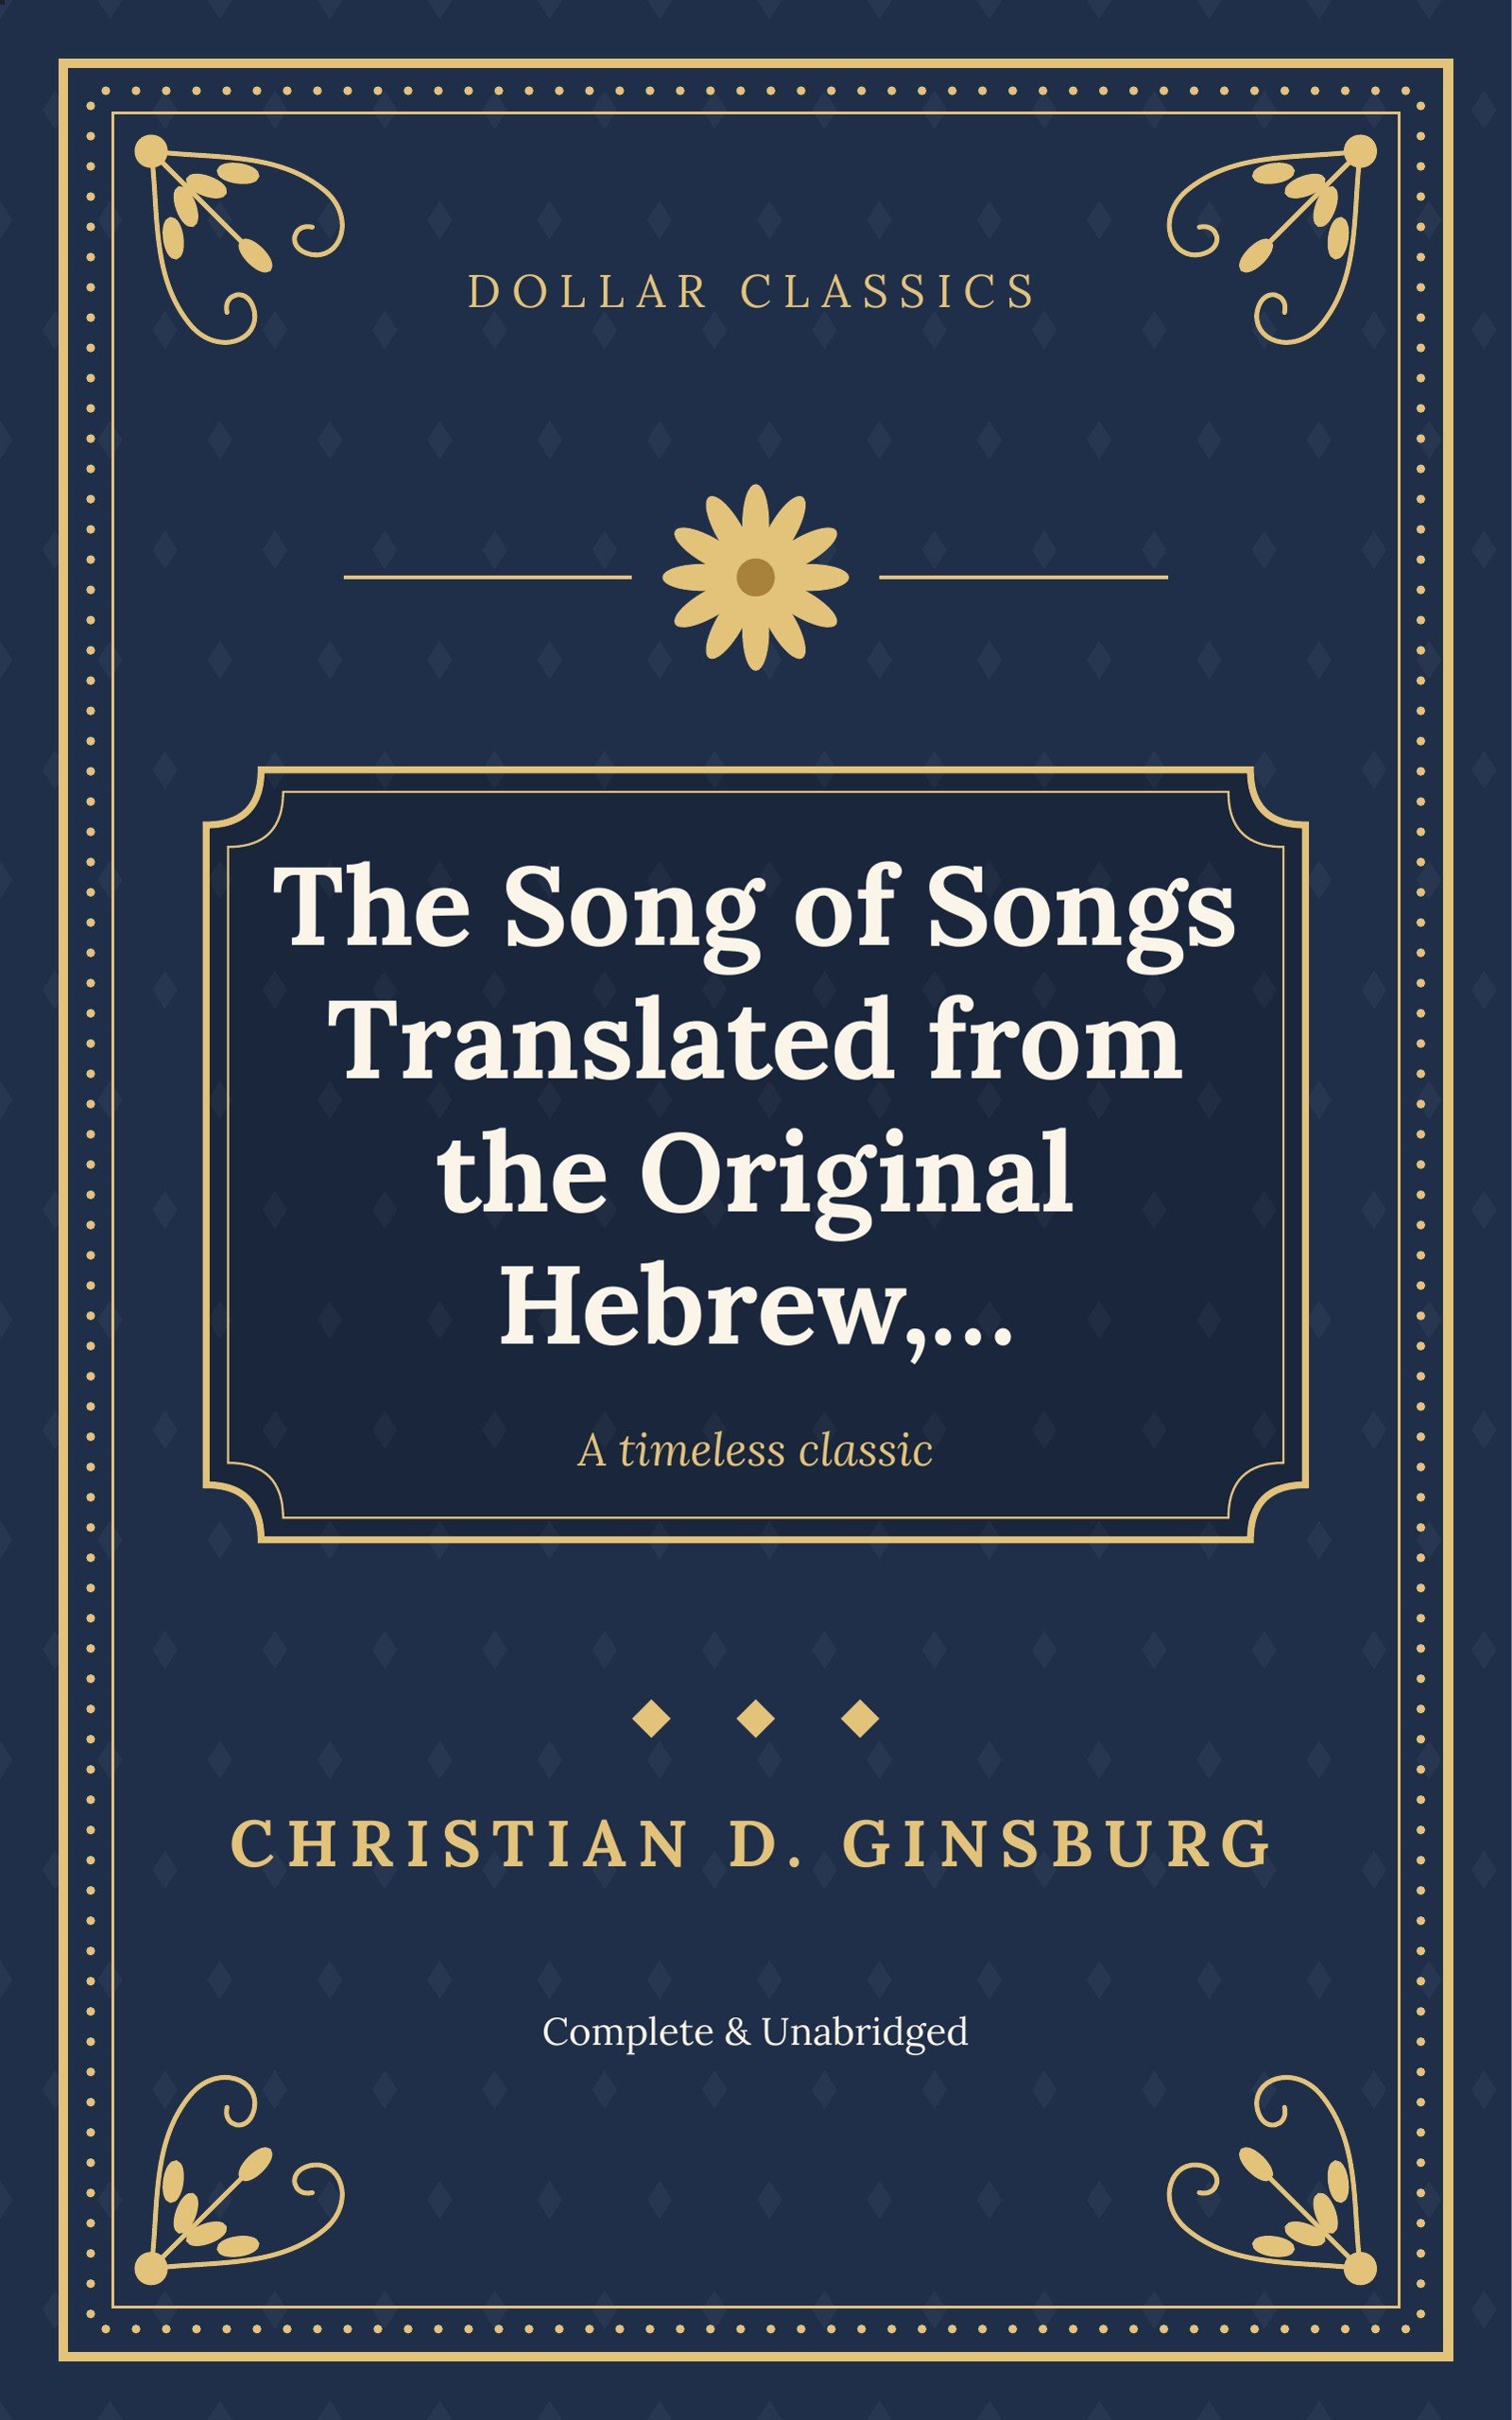 DOLLAR CLASSICS
The Song of Songs
Translated from
the Original
Hebrew,...
A timeless classic
CHRISTIAN D. GINSBURG
Complete & Unabridged